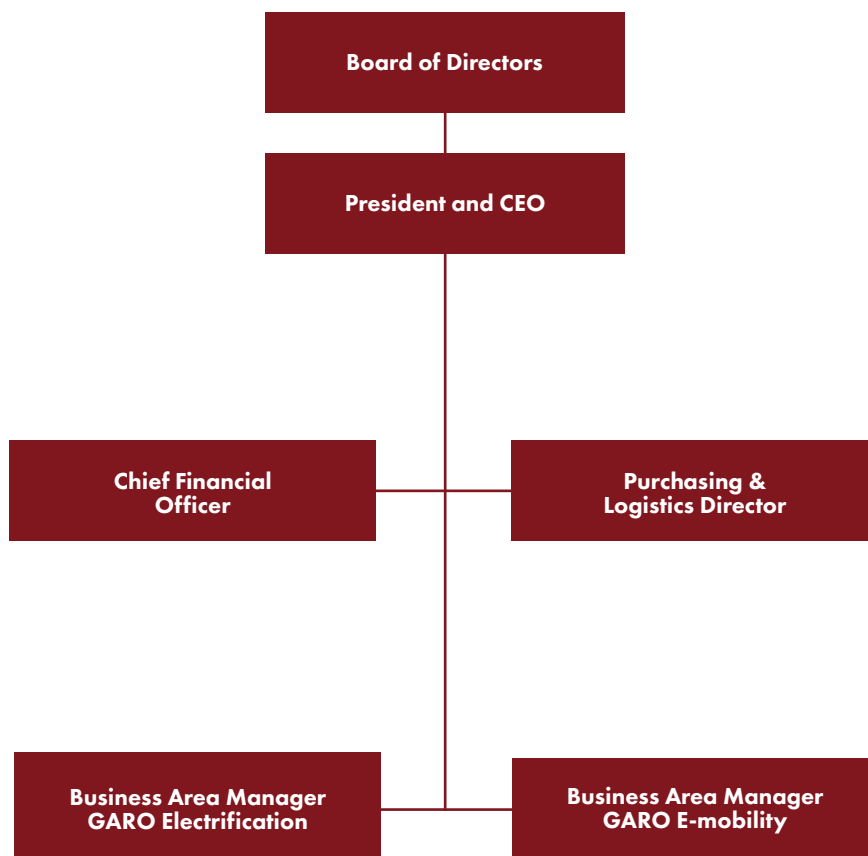 Board of Directors
President and CEO
Chief Financial
Officer
Purchasing &
Logistics Director
Business Area Manager
GARO Electrification
Business Area Manager
GARO E-mobility